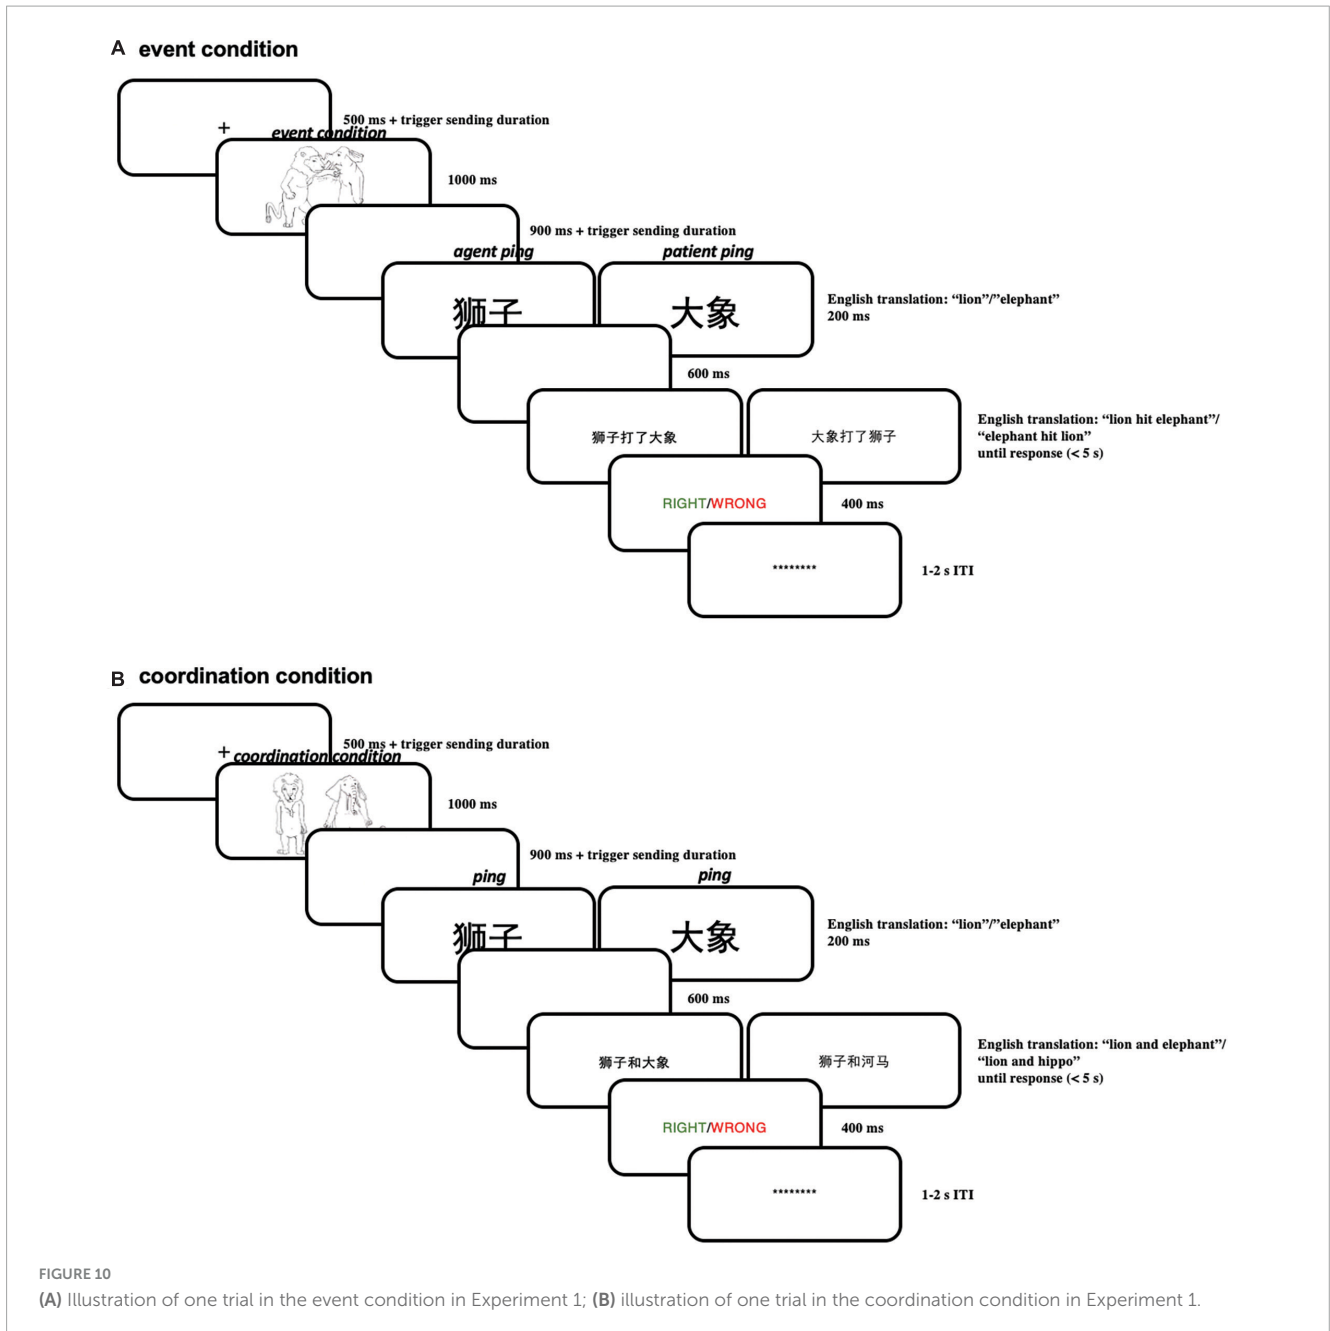 A event condition
+
500 ms + trigger sending duration
event condition
1000 ms
900 ms + trigger sending duration
agent ping
patient ping
狮子
大象
English translation: “lion”/”elephant”
200 ms
600 ms
狮子打了大象
大象打了狮子
English translation: “lion hit elephant”/
“elephant hit lion”
until response (< 5 s)
RIGHT/WRONG
400 ms
********
1-2 s ITI
B coordination condition
+
500 ms + trigger sending duration
coordination condition
1000 ms
900 ms + trigger sending duration
ping
ping
狮子
大象
English translation: “lion”/”elephant”
200 ms
600 ms
狮子和大象
狮子和河马
English translation: “lion and elephant”/
“lion and hippo”
until response (< 5 s)
RIGHT/WRONG
400 ms
********
1-2 s ITI
FIGURE 10
(A) Illustration of one trial in the event condition in Experiment 1; (B) illustration of one trial in the coordination condition in Experiment 1.